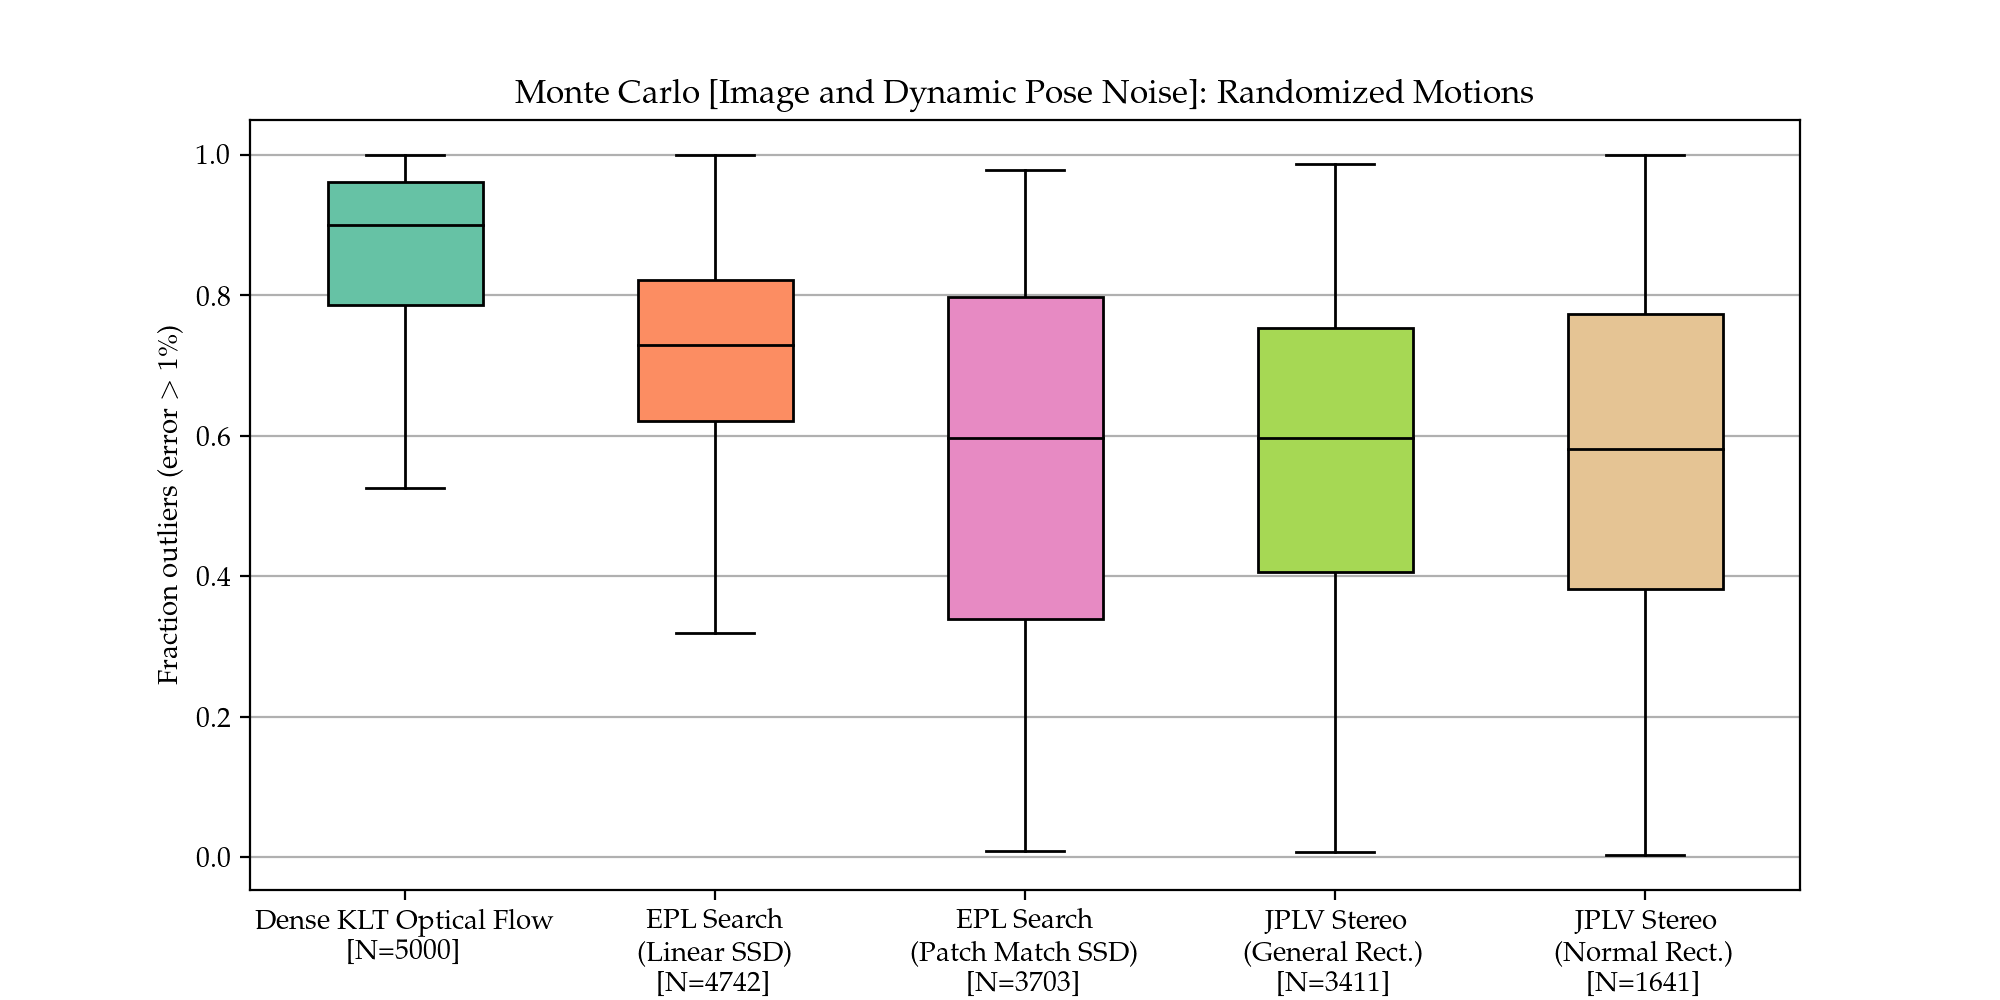 Monte Carlo [Image and Dynamic Pose Noise]: Randomized Motions
Fraction outliers (error > 1%)
1.0
0.8
0.6
0.4
0.2
0.0
Dense KLT Optical Flow
[N=5000]
EPL Search
(Linear SSD)
[N=4742]
EPL Search
(Patch Match SSD)
[N=3703]
JPLV Stereo
(General Rect.)
[N=3411]
JPLV Stereo
(Normal Rect.)
[N=1641]